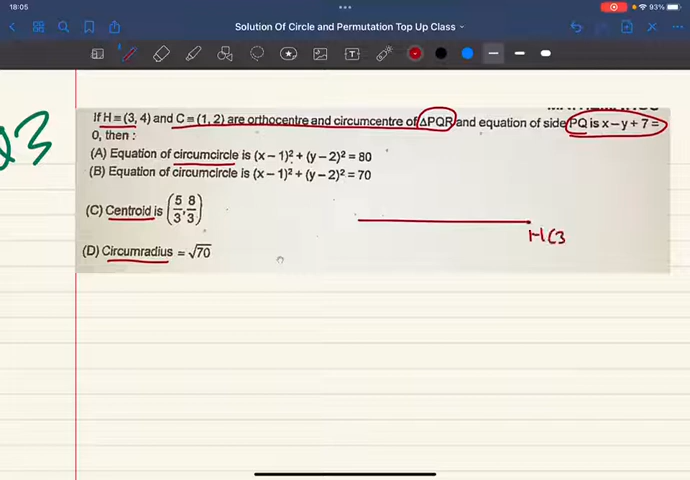 18:05
93%
Solution Of Circle and Permutation Top Up Class
Q3
If H ≡ (3, 4) and C ≡ (1, 2) are orthocentre and circumcentre of ΔPQR and equation of side PQ is x – y + 7 =
0, then :
(A) Equation of circumcircle is (x – 1)² + (y – 2)² = 80
(B) Equation of circumcircle is (x – 1)² + (y – 2)² = 70
(C) Centroid is (5/3, 8/3)
(D) Circumradius = √70
H(3